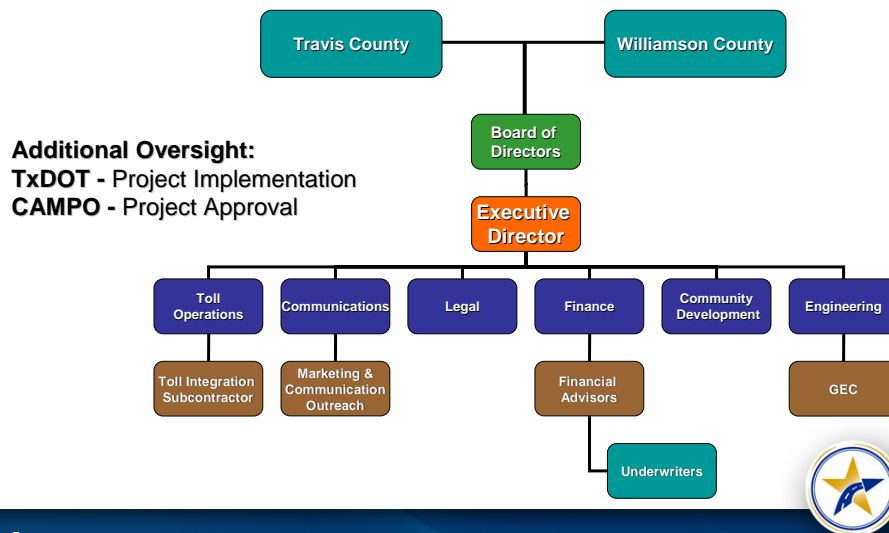 Travis County
Williamson County
Board of
Directors
Additional Oversight:
TxDOT - Project Implementation
CAMPO - Project Approval
Executive
Director
Toll
Operations
Communications
Legal
Finance
Community
Development
Engineering
Toll Integration
Subcontractor
Marketing &
Communication
Outreach
Financial
Advisors
GEC
Underwriters